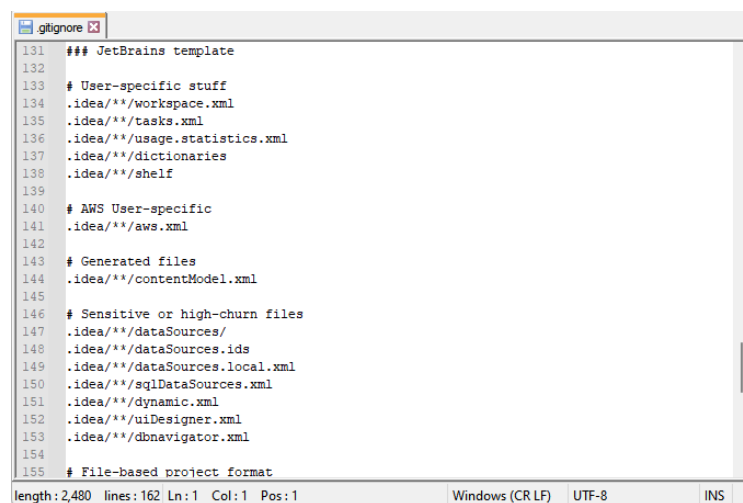 .gitignore
131 ### JetBrains template
132
133 # User-specific stuff
134 .idea/**/workspace.xml
135 .idea/**/tasks.xml
136 .idea/**/usage.statistics.xml
137 .idea/**/dictionaries
138 .idea/**/shelf
139
140 # AWS User-specific
141 .idea/**/aws.xml
142
143 # Generated files
144 .idea/**/contentModel.xml
145
146 # Sensitive or high-churn files
147 .idea/**/dataSources/
148 .idea/**/dataSources.ids
149 .idea/**/dataSources.local.xml
150 .idea/**/sqlDataSources.xml
151 .idea/**/dynamic.xml
152 .idea/**/uiDesigner.xml
153 .idea/**/dbnavigator.xml
154
155 # File-based project format
length : 2,480 lines : 162 Ln : 1 Col : 1 Pos : 1 Windows (CR LF) UTF-8 INS